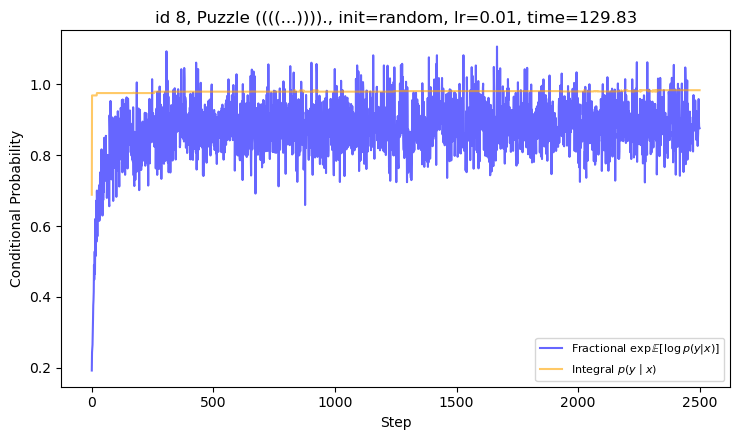 id 8, Puzzle ((((...))))., init=random, lr=0.01, time=129.83
Conditional Probability
1.0
0.8
0.6
0.4
0.2
Fractional exp𝔼[log p(y|x)]
Integral p(y | x)
0
500
1000
1500
2000
2500
Step